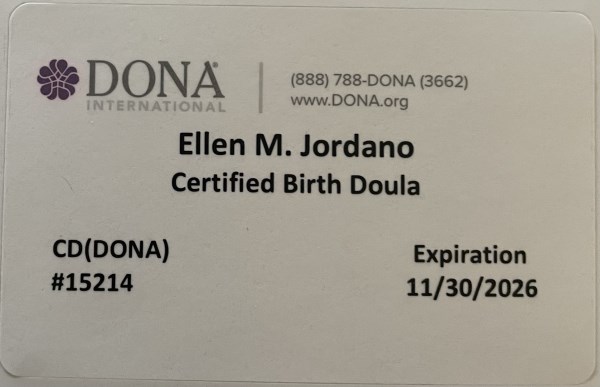 DONA
INTERNATIONAL
(888) 788-DONA (3662)
www.DONA.org
Ellen M. Jordano
Certified Birth Doula
CD(DONA)
#15214
Expiration
11/30/2026